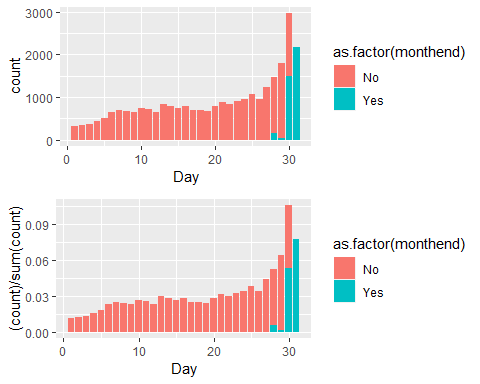 3000
2000
1000
0
count
0
10
20
30
Day
as.factor(monthend)
No
Yes
0.09
0.06
0.03
0.00
(count)/sum(count)
0
10
20
30
Day
as.factor(monthend)
No
Yes